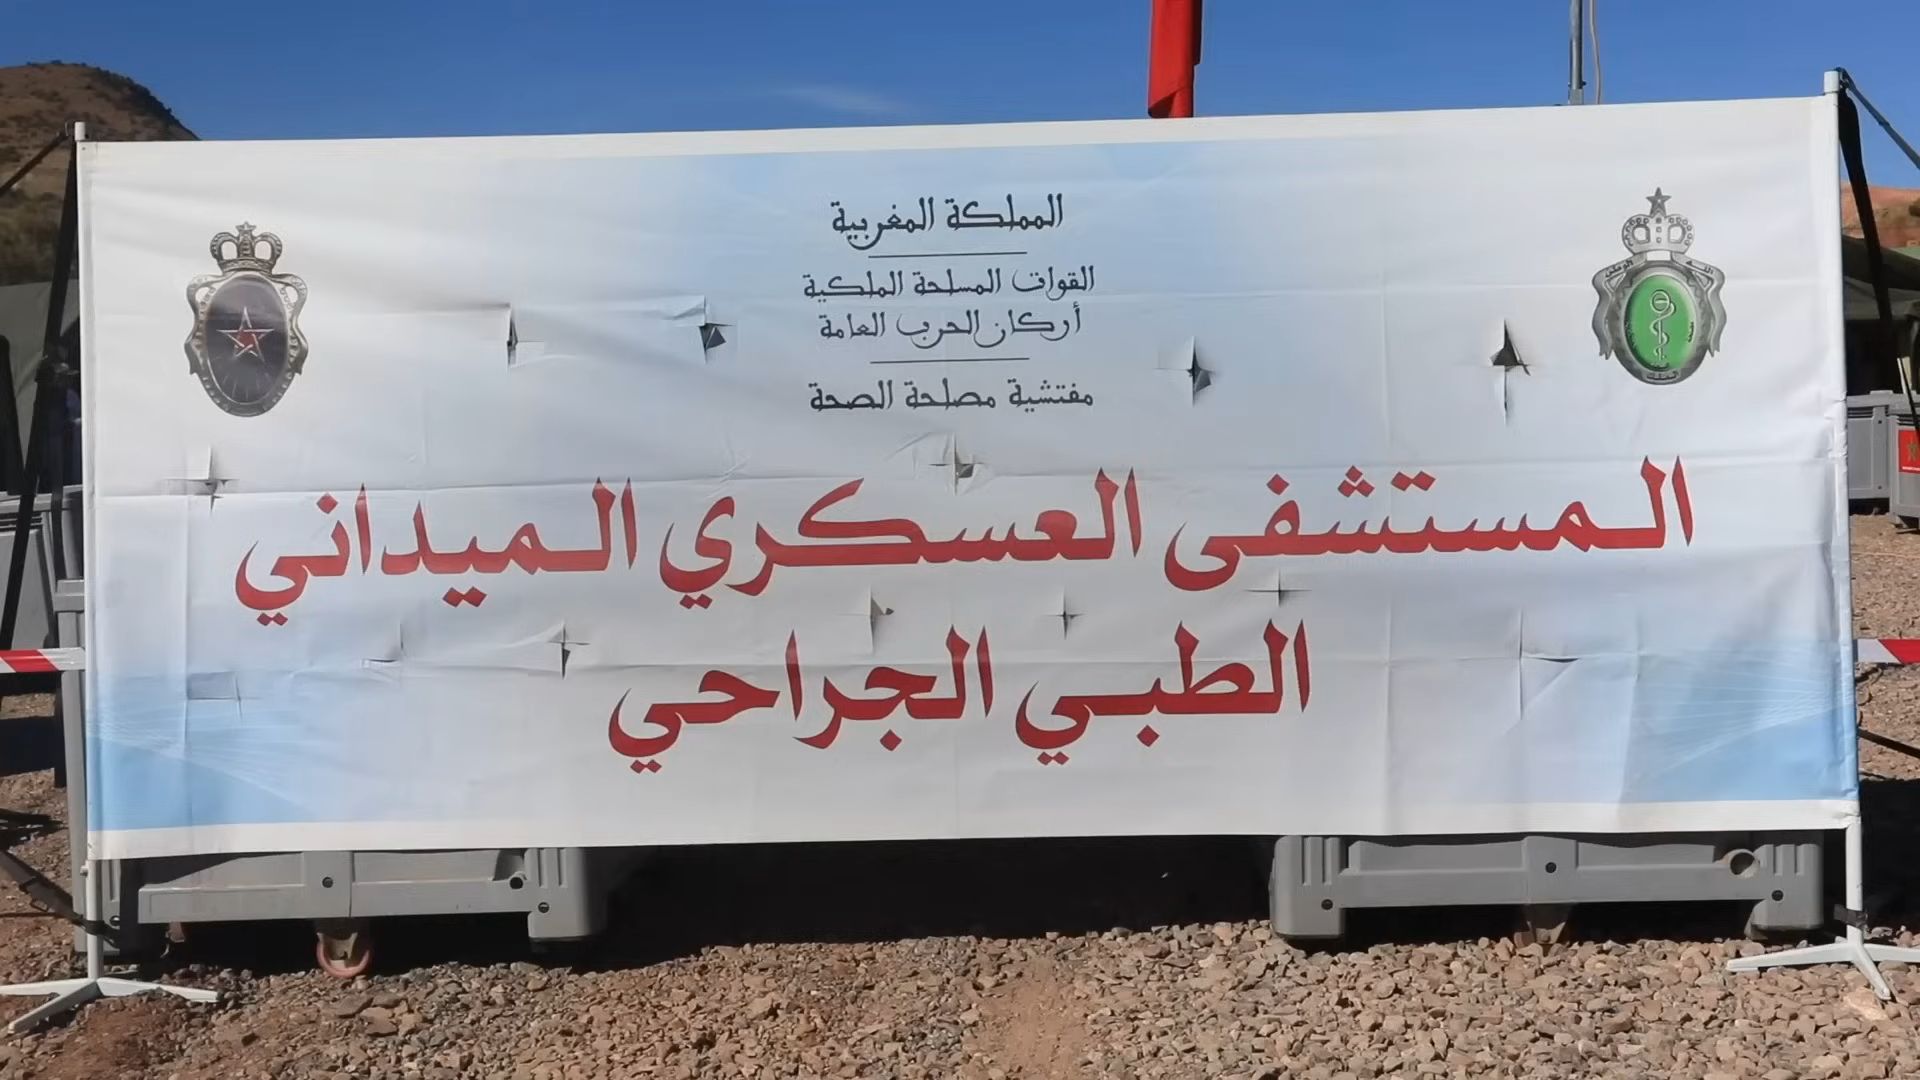 المملكة المغربية
القوات المسلحة الملكية
أركان الحرب العامة
مفتشية مصلحة الصحة
المستشفى العسكري الميداني
الطبي الجراحي